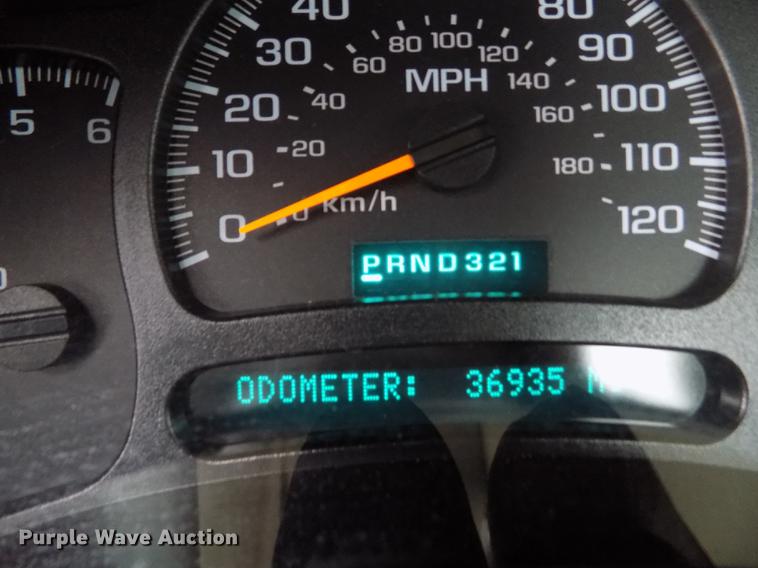 40 80
30 60 80 100 120 90
5 6 20 40 MPH 140 100
160
10 20 180 110
0 0 km/h 120
PRND321
ODOMETER: 36935
Purple Wave Auction